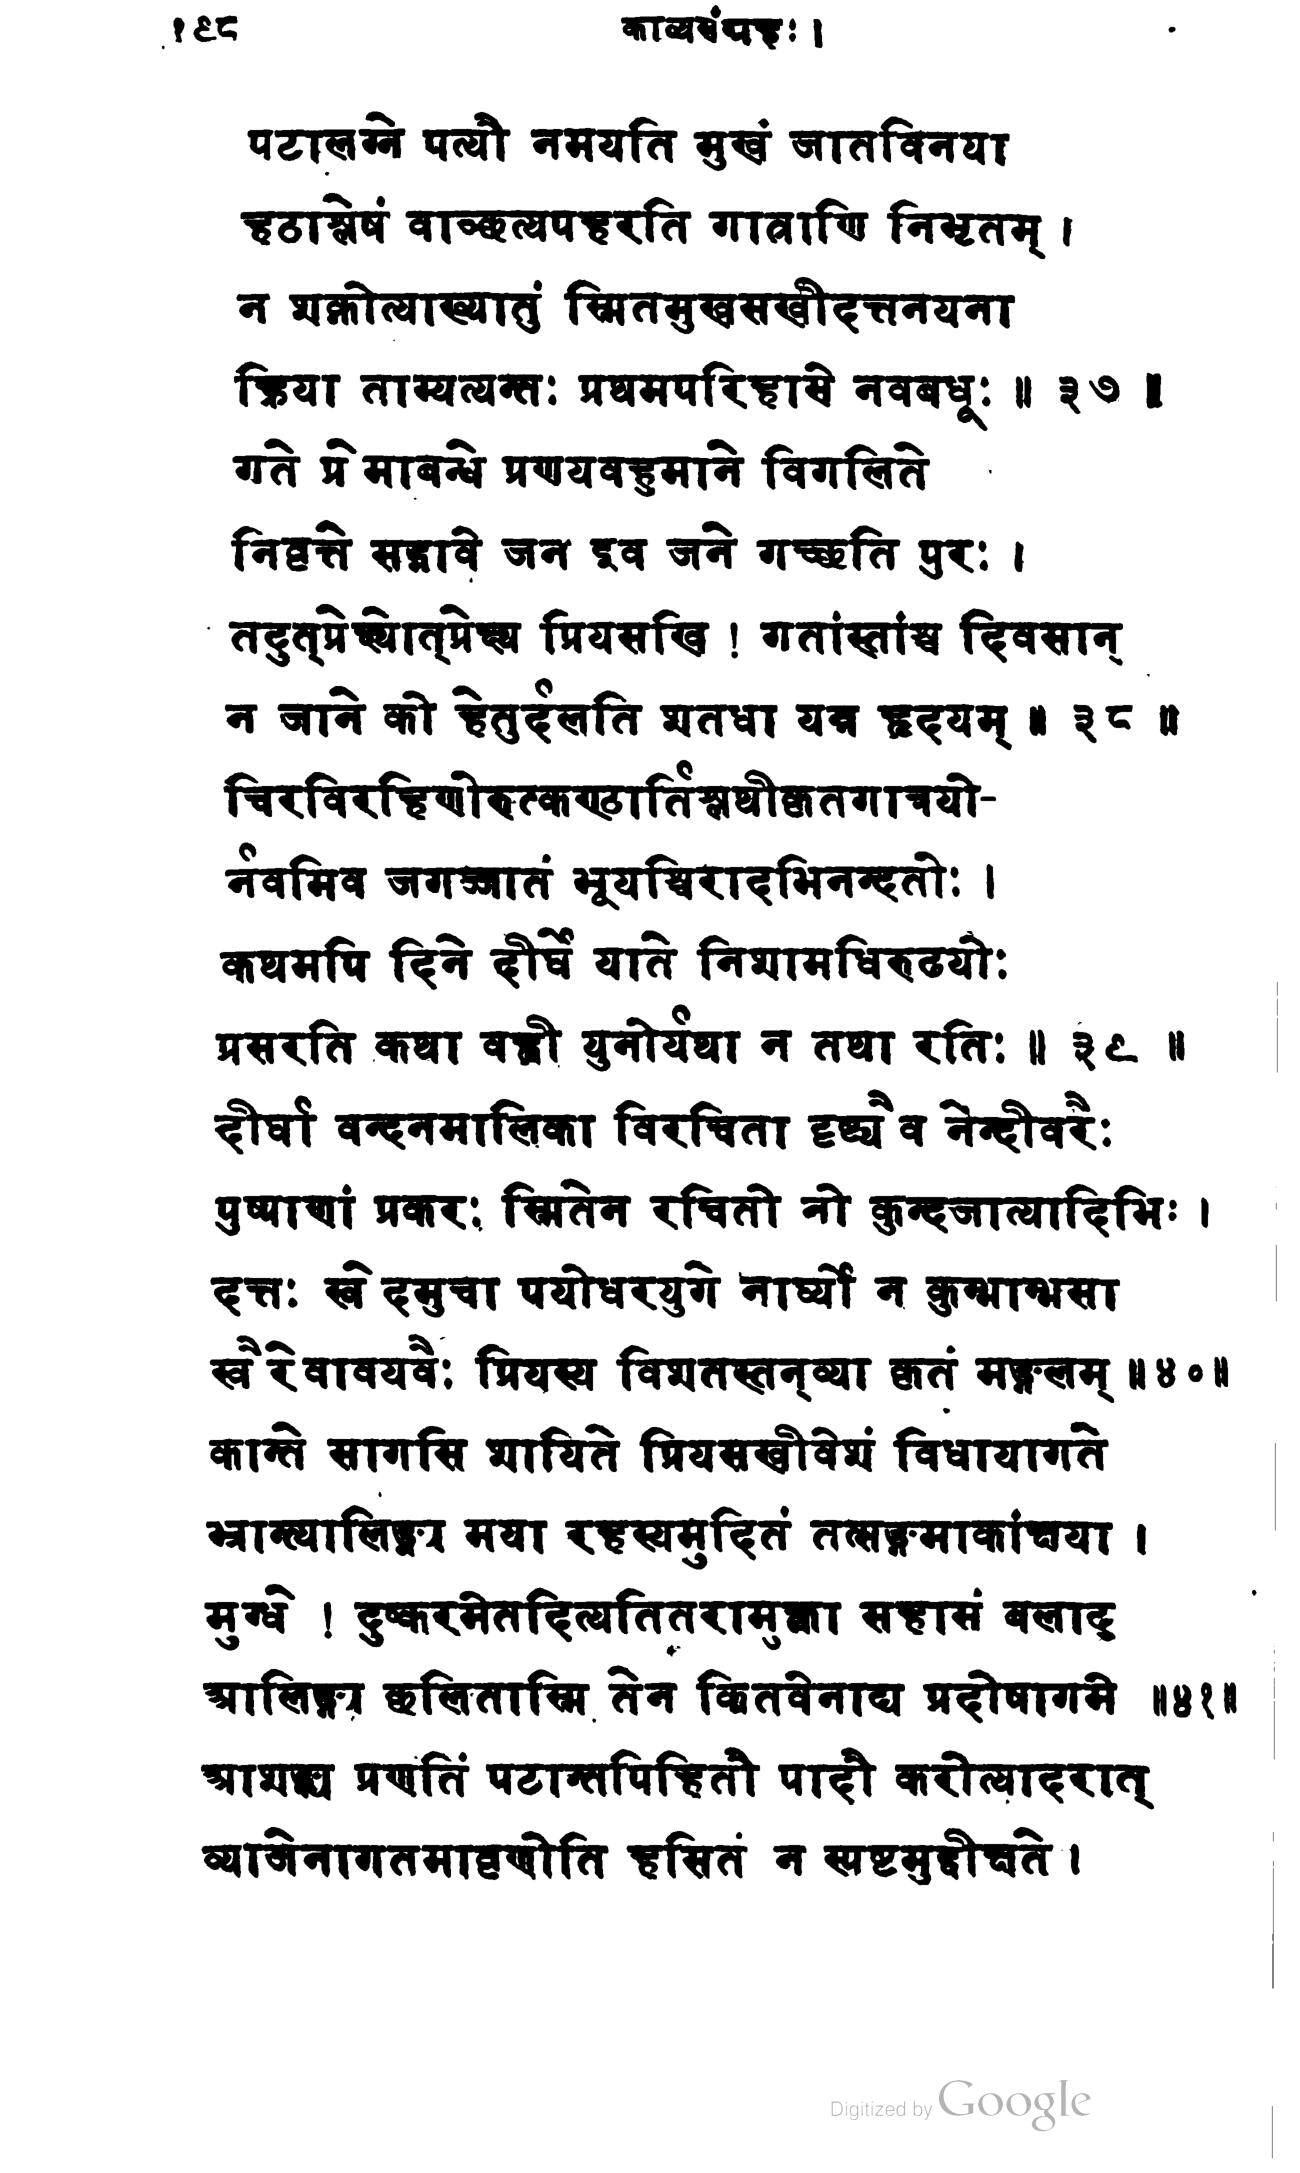 १९८ काव्यसंग्रहः ।
पटालग्ने पत्यौ नमयति मुखं जातविनया
हठाश्लेषं वाञ्छत्यपहरति गात्राणि निभृतम् ।
न शक्नोत्याख्यातुं स्मितमुखसखीदत्तनयना
ह्रिया ताम्यत्यन्तः प्रथमपरिहासे नवबधूः ॥ ३७ ॥
गते प्रेमाबन्धे प्रणयवहुमाने विगलिते
निवृत्ते सद्भावे जन इव जने गच्छति पुरः ।
तदुत्‌प्रेक्ष्योत्‌प्रेक्ष्य प्रियसखि ! गतांस्तांश्च दिवसान्
न जाने को हेतुर्दलति शतधा यन्न हृदयम् ॥ ३८ ॥
चिरविरहिणोरुत्कण्ठार्तिश्लथीकृतगात्रयो-
र्नवमिव जगज्जातं भूयश्चिरादभिनन्दतोः ।
कथमपि दिने दीर्घे याते निशामधिरुढयोः
प्रसरति कथा वह्वी युनोर्यथा न तथा रतिः ॥ ३९ ॥
दीर्घा वन्दनमालिका विरचिता दृष्ट्यैव नेन्दीवरैः
पुष्पाणां प्रकरः स्मितेन रचितो नो कुन्दजात्यादिभिः ।
दत्तः स्वेदमुचा पयोधरयुगे नार्घ्यो न कुम्भाम्भसा
स्वैरेवावयवैः प्रियस्य विशतस्तन्‌व्या कृतं मङ्गलम् ॥४०॥
कान्ते सागसि शायिते प्रियसखीवेशं विधायागते
भ्रान्त्यालिङ्ग्य मया रहस्यमुदितं तत्सङ्गमाकांक्षया ।
मुग्धे ! दुष्करमेतदित्यतितरामुक्त्वा सहासं बलाद्
आलिङ्ग्य छलितास्मि तेन कितवेनाद्य प्रदोषागमे ॥४१॥
आशङ्क्य प्रणतिं पटान्तपिहितौ पादौ करोत्यादरात्
व्याजेनागतमावृणोति हसितं न स्पष्टमुद्वीक्षते ।
Digitized by Google